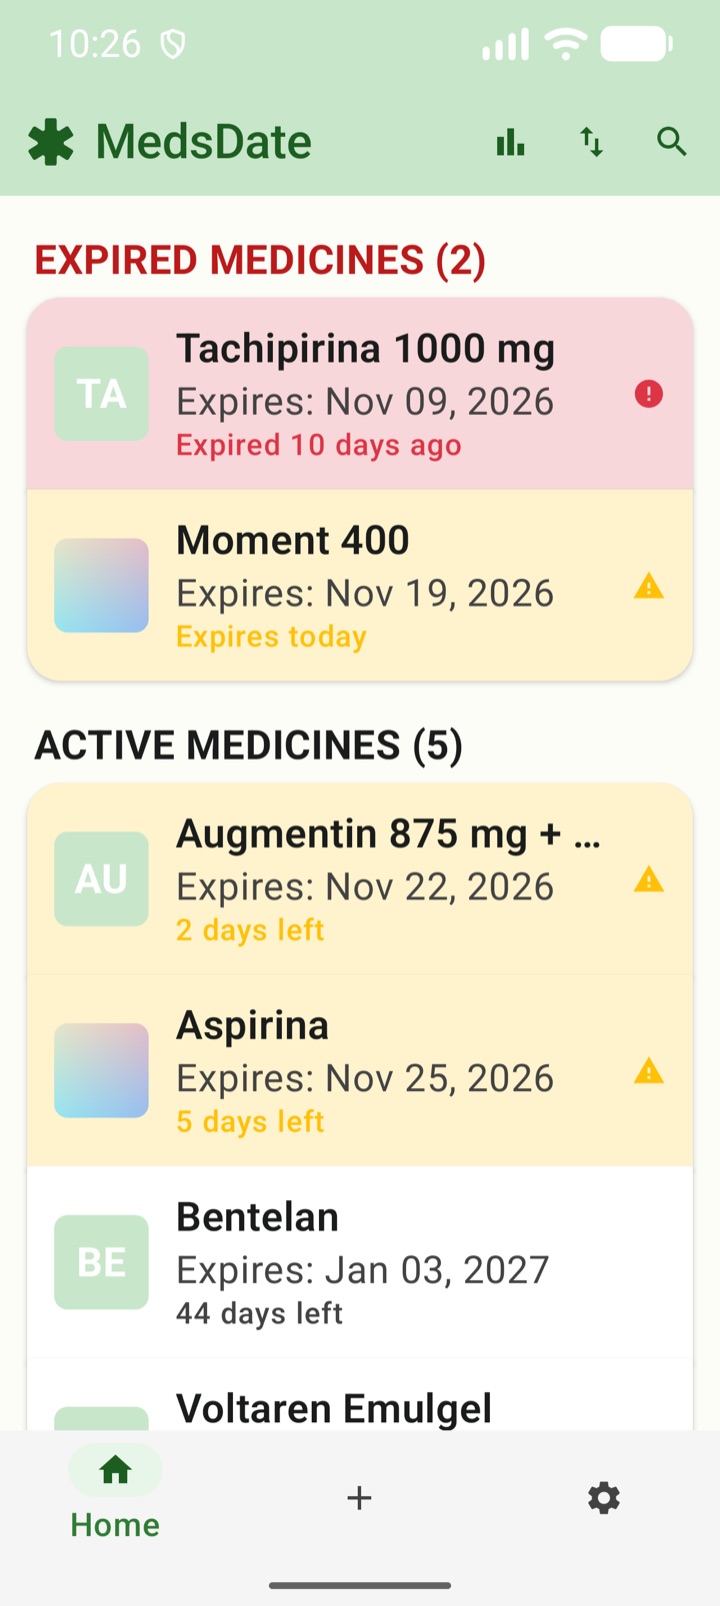 10:26
MedsDate
EXPIRED MEDICINES (2)
TA
Tachipirina 1000 mg
Expires: Nov 09, 2026
Expired 10 days ago
Moment 400
Expires: Nov 19, 2026
Expires today
ACTIVE MEDICINES (5)
AU
Augmentin 875 mg + ...
Expires: Nov 22, 2026
2 days left
Aspirina
Expires: Nov 25, 2026
5 days left
BE
Bentelan
Expires: Jan 03, 2027
44 days left
Voltaren Emulgel
Home